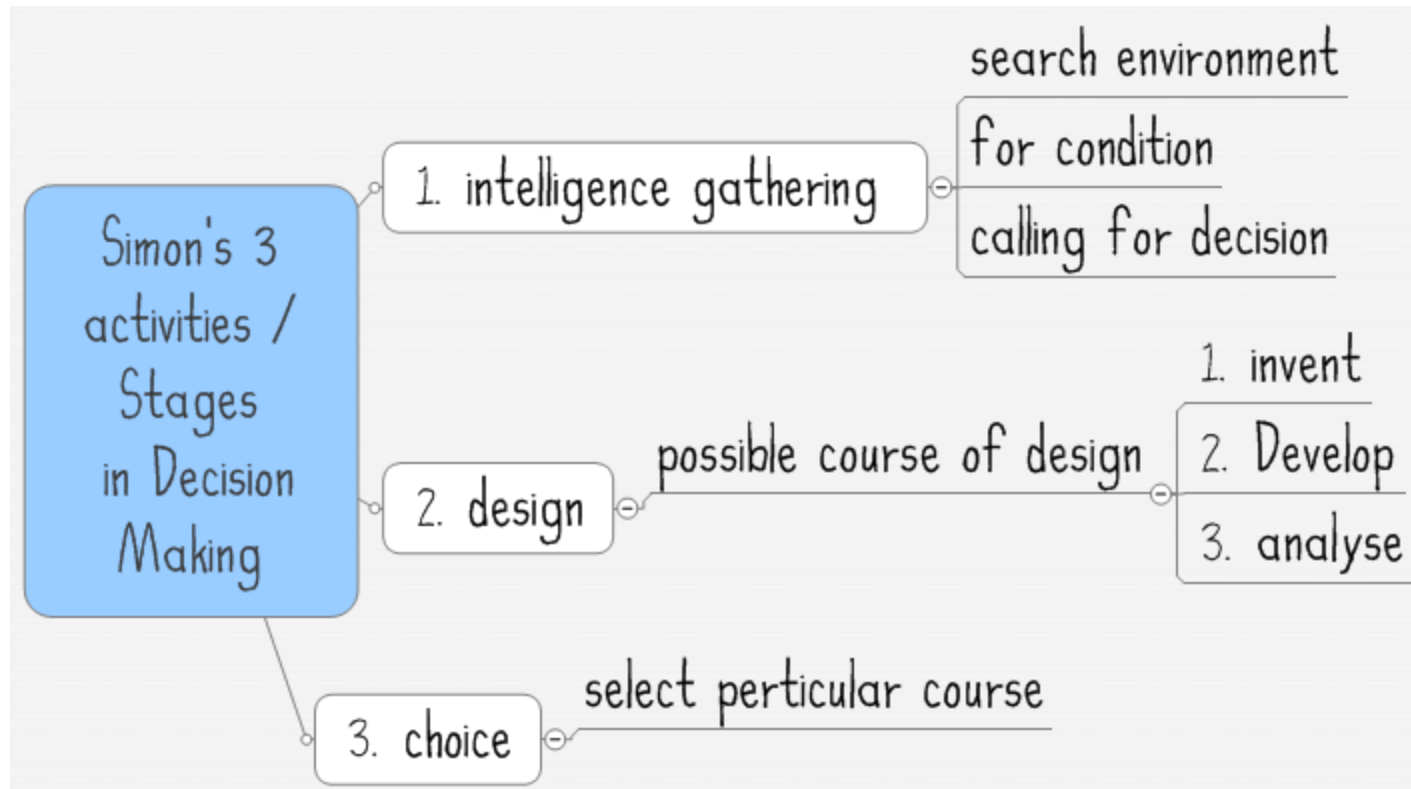 Simon's 3
activities /
Stages
in Decision
Making
1. intelligence gathering
search environment
for condition
calling for decision
2. design
possible course of design
1. invent
2. Develop
3. analyse
3. choice
select perticular course